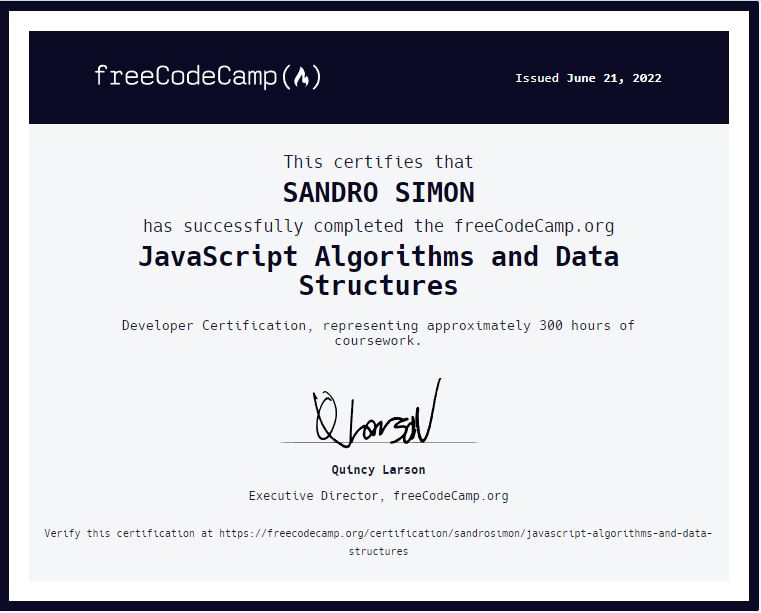 freeCodeCamp(🔥)
Issued June 21, 2022
This certifies that
SANDRO SIMON
has successfully completed the freeCodeCamp.org
JavaScript Algorithms and Data
Structures
Developer Certification, representing approximately 300 hours of
coursework.
Q Larson
Quincy Larson
Executive Director, freeCodeCamp.org
Verify this certification at https://freecodecamp.org/certification/sandrosimon/javascript-algorithms-and-data-
structures